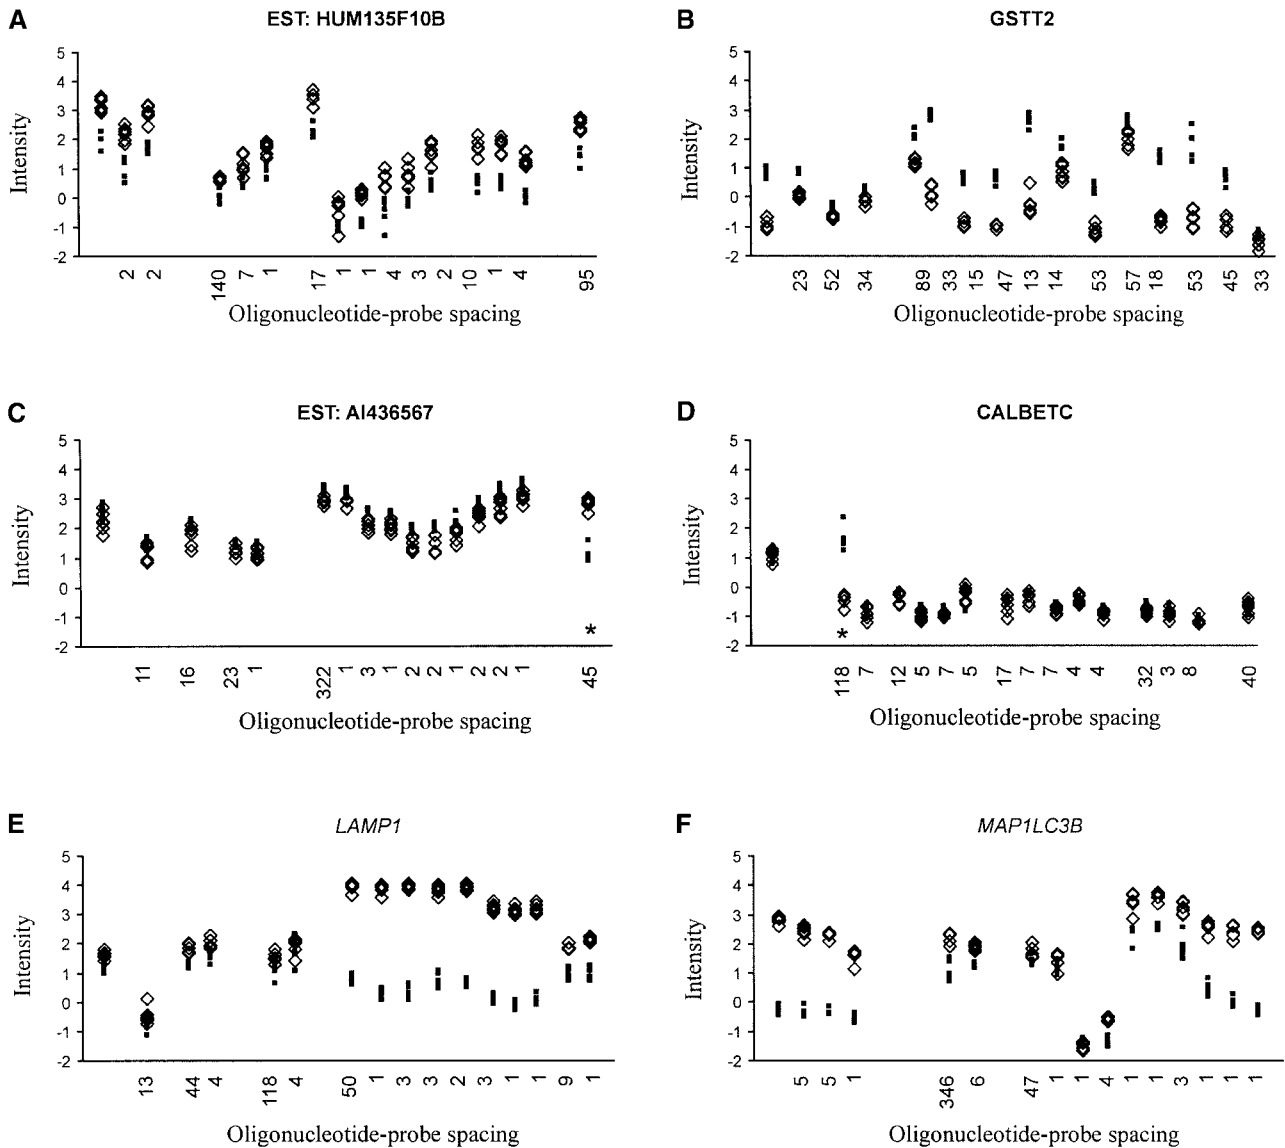 A
EST: HUM135F10B
Intensity
5
4
3
2
1
0
-1
-2
2 2 140 7 1 17 1 1 4 3 2 10 1 4 95
Oligonucleotide-probe spacing
B
GSTT2
Intensity
5
4
3
2
1
0
-1
-2
23 52 34 89 33 15 47 13 14 53 57 18 53 45 33
Oligonucleotide-probe spacing
C
EST: AI436567
Intensity
5
4
3
2
1
0
-1
-2
*
11 16 23 1 322 1 3 1 2 2 1 2 2 1 45
Oligonucleotide-probe spacing
D
CALBETC
Intensity
5
4
3
2
1
0
-1
-2
*
118 7 12 5 7 5 17 7 7 4 4 32 3 8 40
Oligonucleotide-probe spacing
E
LAMP1
Intensity
5
4
3
2
1
0
-1
-2
13 44 4 118 4 50 1 3 3 2 3 1 1 9 1
Oligonucleotide-probe spacing
F
MAP1LC3B
Intensity
5
4
3
2
1
0
-1
-2
5 5 1 346 6 47 1 1 4 1 1 3 1 1 1
Oligonucleotide-probe spacing